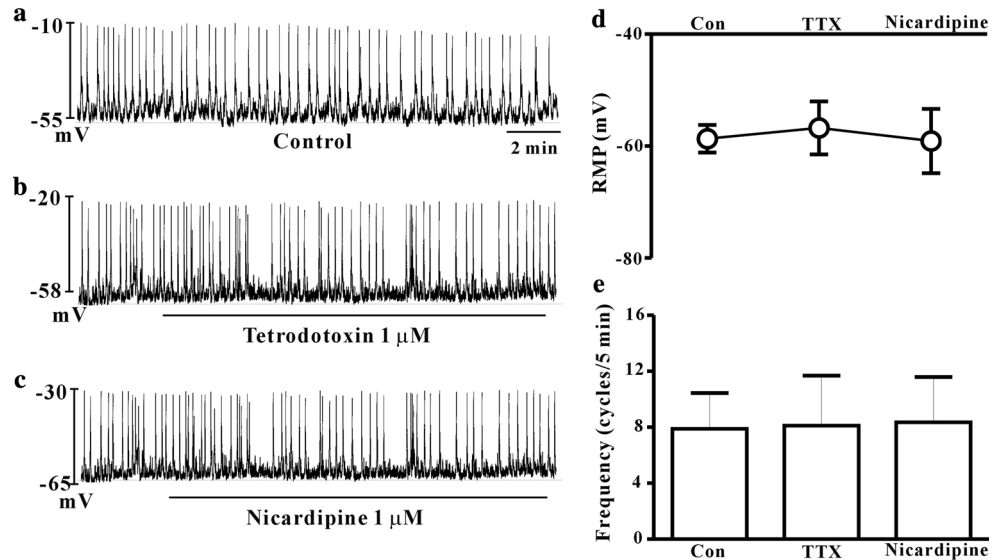 a
-10
-55
mV
Control
2 min
b
-20
-58
mV
Tetrodotoxin 1 μM
c
-30
-65
mV
Nicardipine 1 μM
d
Con TTX Nicardipine
-40
-60
-80
RMP (mV)
e
16
12
8
4
0
Frequency (cycles/5 min)
Con TTX Nicardipine